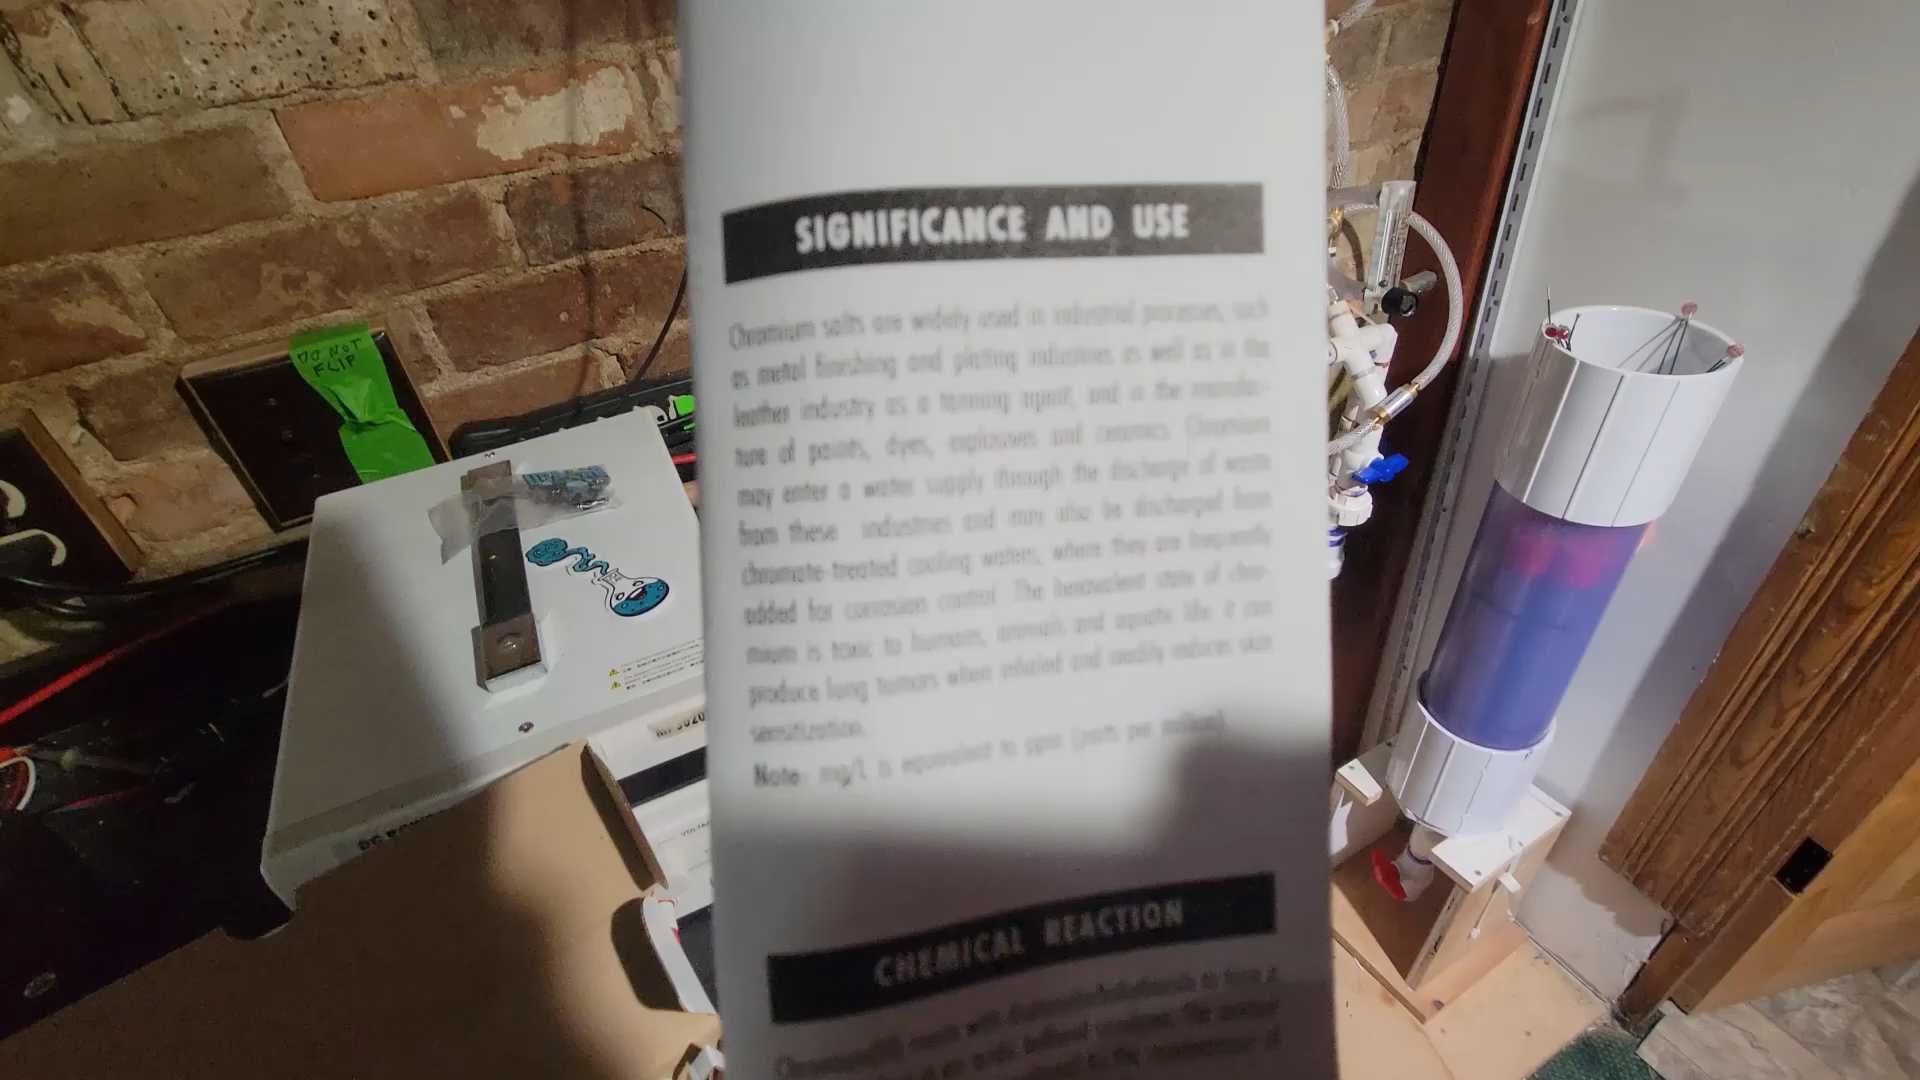 DO NOT
FLIP
SIGNIFICANCE AND USE
Chromium salts are widely used in industrial processes, such
as metal finishing and plating industries as well as in the
leather industry as a tanning agent, and in the manufac-
ture of paints, dyes, explosives and ceramics. Chromium
may enter a water supply through the discharge of waste
from these industries and may also be discharged from
chromate-treated cooling waters, where they are frequently
added for corrosion control. The hexavalent state of chro-
mium is toxic to humans, animals and aquatic life. it can
produce lung tumors when inhaled and readily induces skin
sensitization.
Note: mg/L is equivalent to ppm (parts per million).
CHEMICAL REACTION